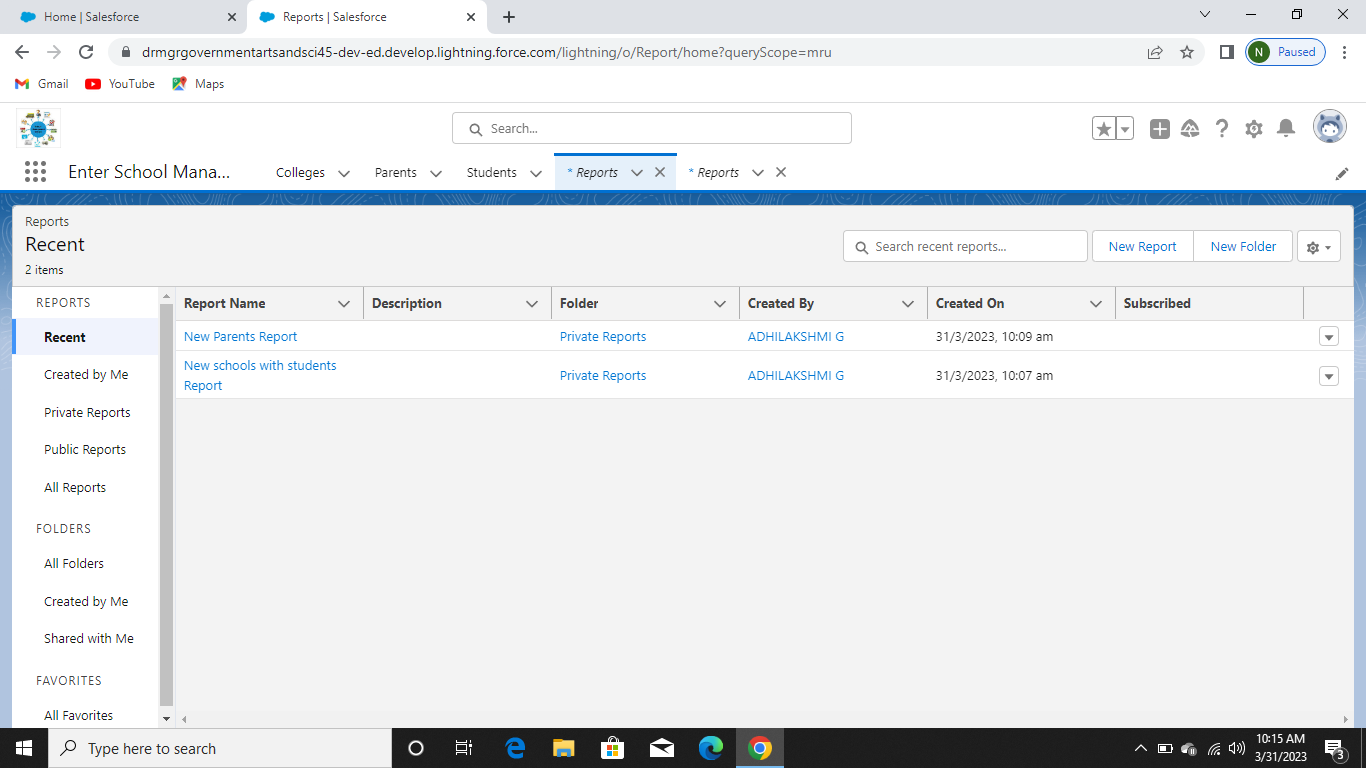 Home | Salesforce
Reports | Salesforce
drmgrgovernmentartsandsci45-dev-ed.develop.lightning.force.com/lightning/o/Report/home?queryScope=mru
N Paused
Gmail YouTube Maps
Search...
Enter School Mana... Colleges Parents Students * Reports * Reports
Reports
Recent
2 items
Search recent reports...
New Report
New Folder
REPORTS
Recent
Created by Me
Private Reports
Public Reports
All Reports
FOLDERS
All Folders
Created by Me
Shared with Me
FAVORITES
All Favorites
Report Name Description Folder Created By Created On Subscribed
New Parents Report Private Reports ADHILAKSHMI G 31/3/2023, 10:09 am
New schools with students
Report Private Reports ADHILAKSHMI G 31/3/2023, 10:07 am
Type here to search
10:15 AM
3/31/2023
3